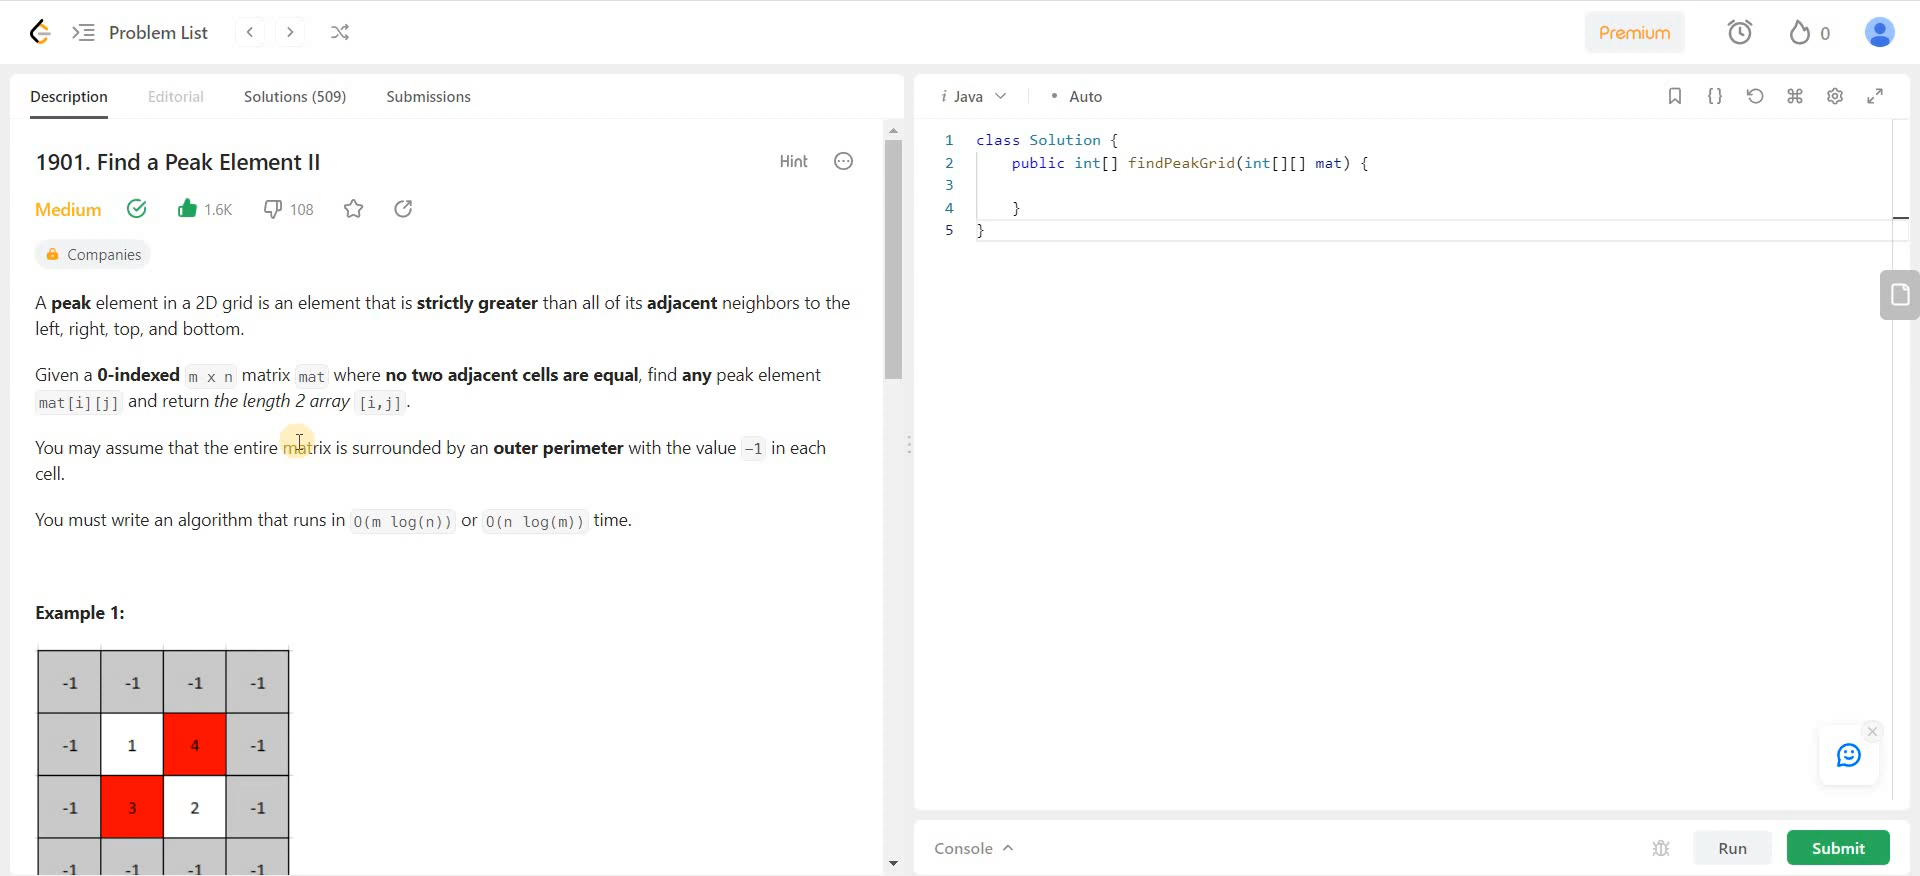 Problem List
Premium
0
Description Editorial Solutions (509) Submissions
1901. Find a Peak Element II
Hint
Medium 1.6K 108
Companies
A peak element in a 2D grid is an element that is strictly greater than all of its adjacent neighbors to the
left, right, top, and bottom.
Given a 0-indexed m x n matrix mat where no two adjacent cells are equal, find any peak element
mat[i][j] and return the length 2 array [i,j].
You may assume that the entire matrix is surrounded by an outer perimeter with the value -1 in each
cell.
You must write an algorithm that runs in O(m log(n)) or O(n log(m)) time.
Example 1:
-1 -1 -1 -1
-1 1 4 -1
-1 3 2 -1
-1 -1 -1 -1
i Java • Auto
{}
1 class Solution {
2 public int[] findPeakGrid(int[][] mat) {
3
4 }
5 }
Console
Run
Submit